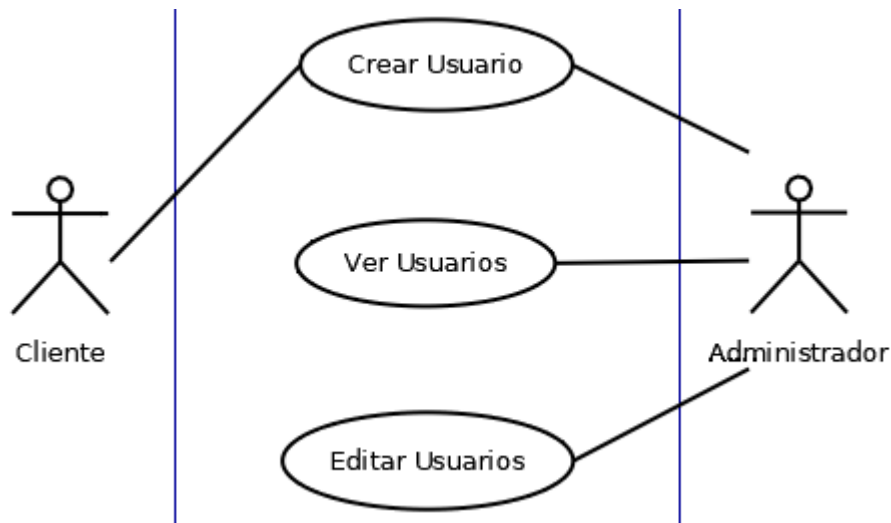 Crear Usuario
Ver Usuarios
Cliente
Administrador
Editar Usuarios